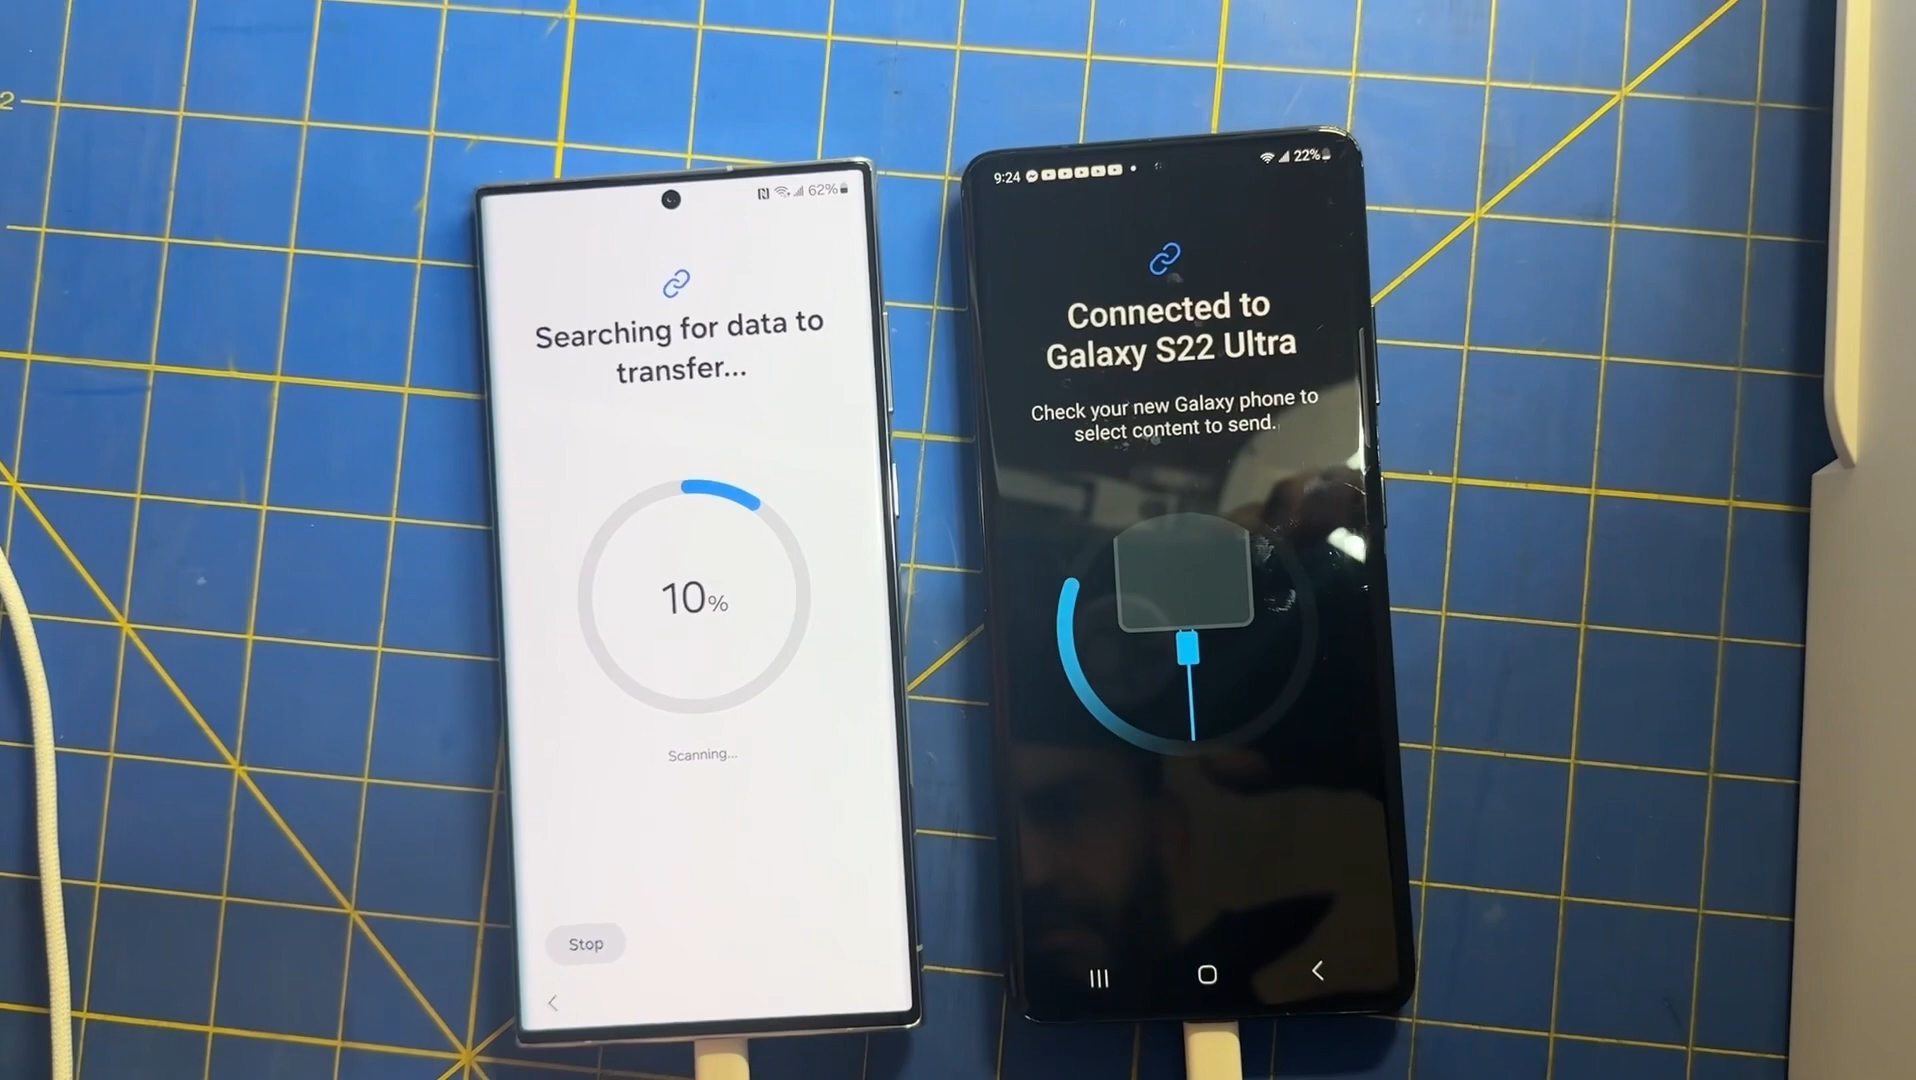 2
62%
Searching for data to
transfer...
10%
Scanning...
Stop
9:24
22%
Connected to
Galaxy S22 Ultra
Check your new Galaxy phone to
select content to send.